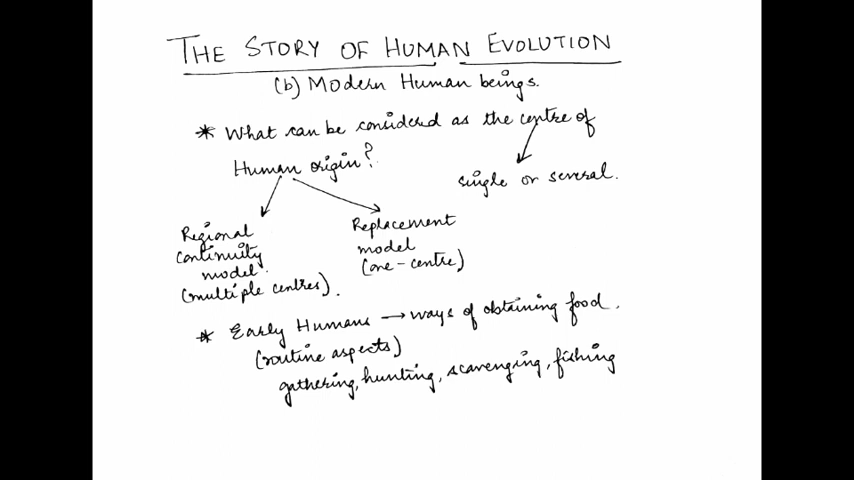 THE STORY OF HUMAN EVOLUTION
(b) Modern Human beings.
* What can be considered as the centre of
Human origin?
single or several.
Regional
continuity
model.
(multiple centres).
Replacement
model
(one-centre)
* Early Humans → ways of obtaining food.
(routine aspects)
gathering, hunting, scavenging, fishing